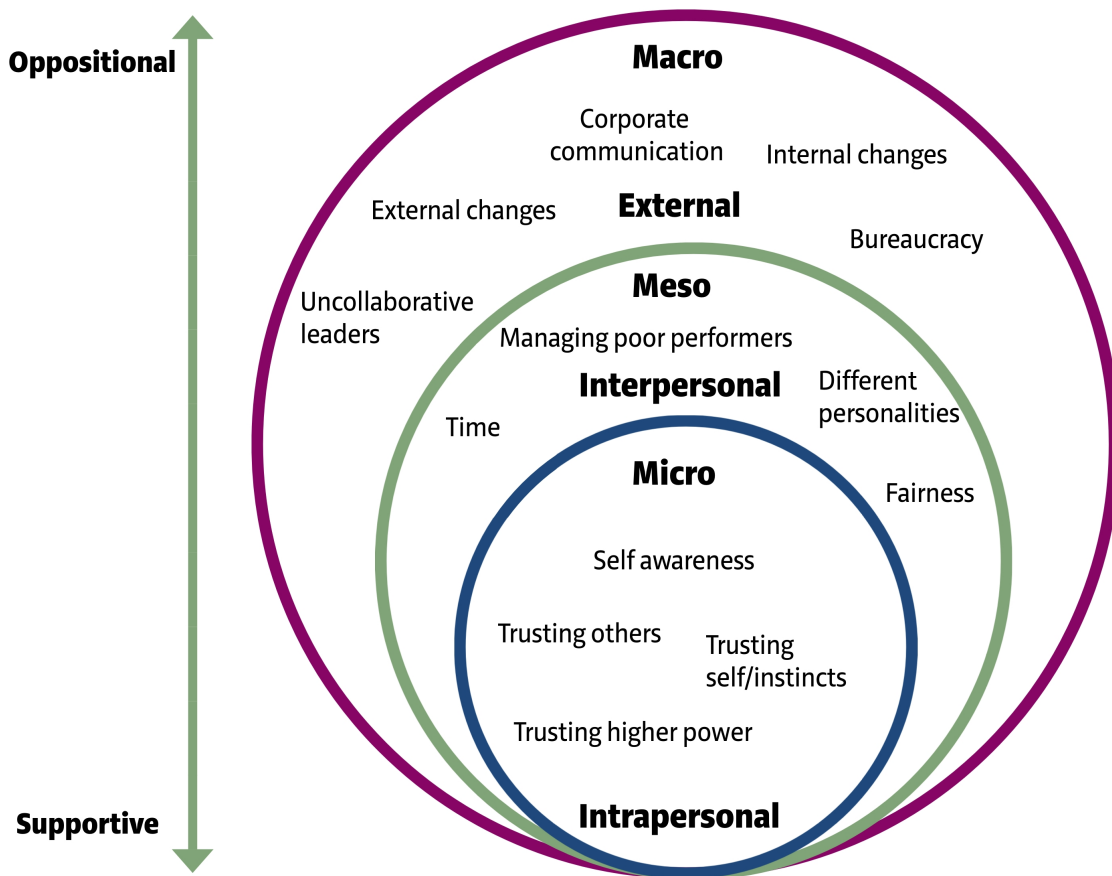 Oppositional
Macro
Corporate
communication
Internal changes
External changes
External
Bureaucracy
Meso
Uncollaborative
leaders
Managing poor performers
Interpersonal
Different
personalities
Time
Micro
Fairness
Self awareness
Trusting others
Trusting
self/instincts
Trusting higher power
Intrapersonal
Supportive